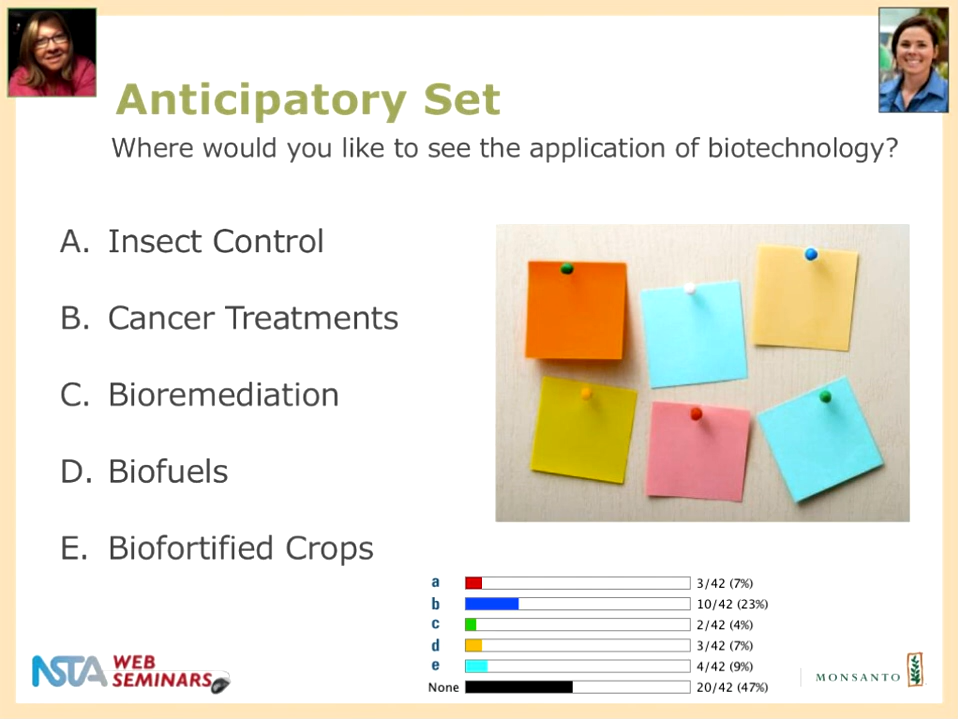 Anticipatory Set
Where would you like to see the application of biotechnology?
A. Insect Control
B. Cancer Treatments
C. Bioremediation
D. Biofuels
E. Biofortified Crops
a 3/42 (7%)
b 10/42 (23%)
c 2/42 (4%)
d 3/42 (7%)
e 4/42 (9%)
None 20/42 (47%)
NSTA WEB
SEMINARS
MONSANTO